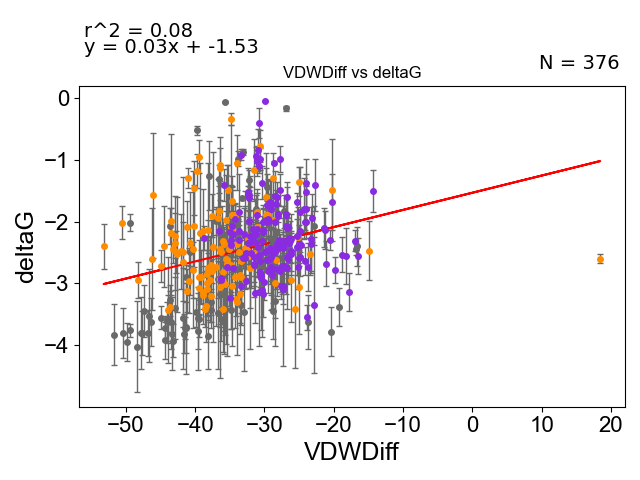 r^2 = 0.08
y = 0.03x + -1.53
N = 376
VDWDiff vs deltaG
deltaG
0
−1
−2
−3
−4
−50
−40
−30
−20
−10
0
10
20
VDWDiff